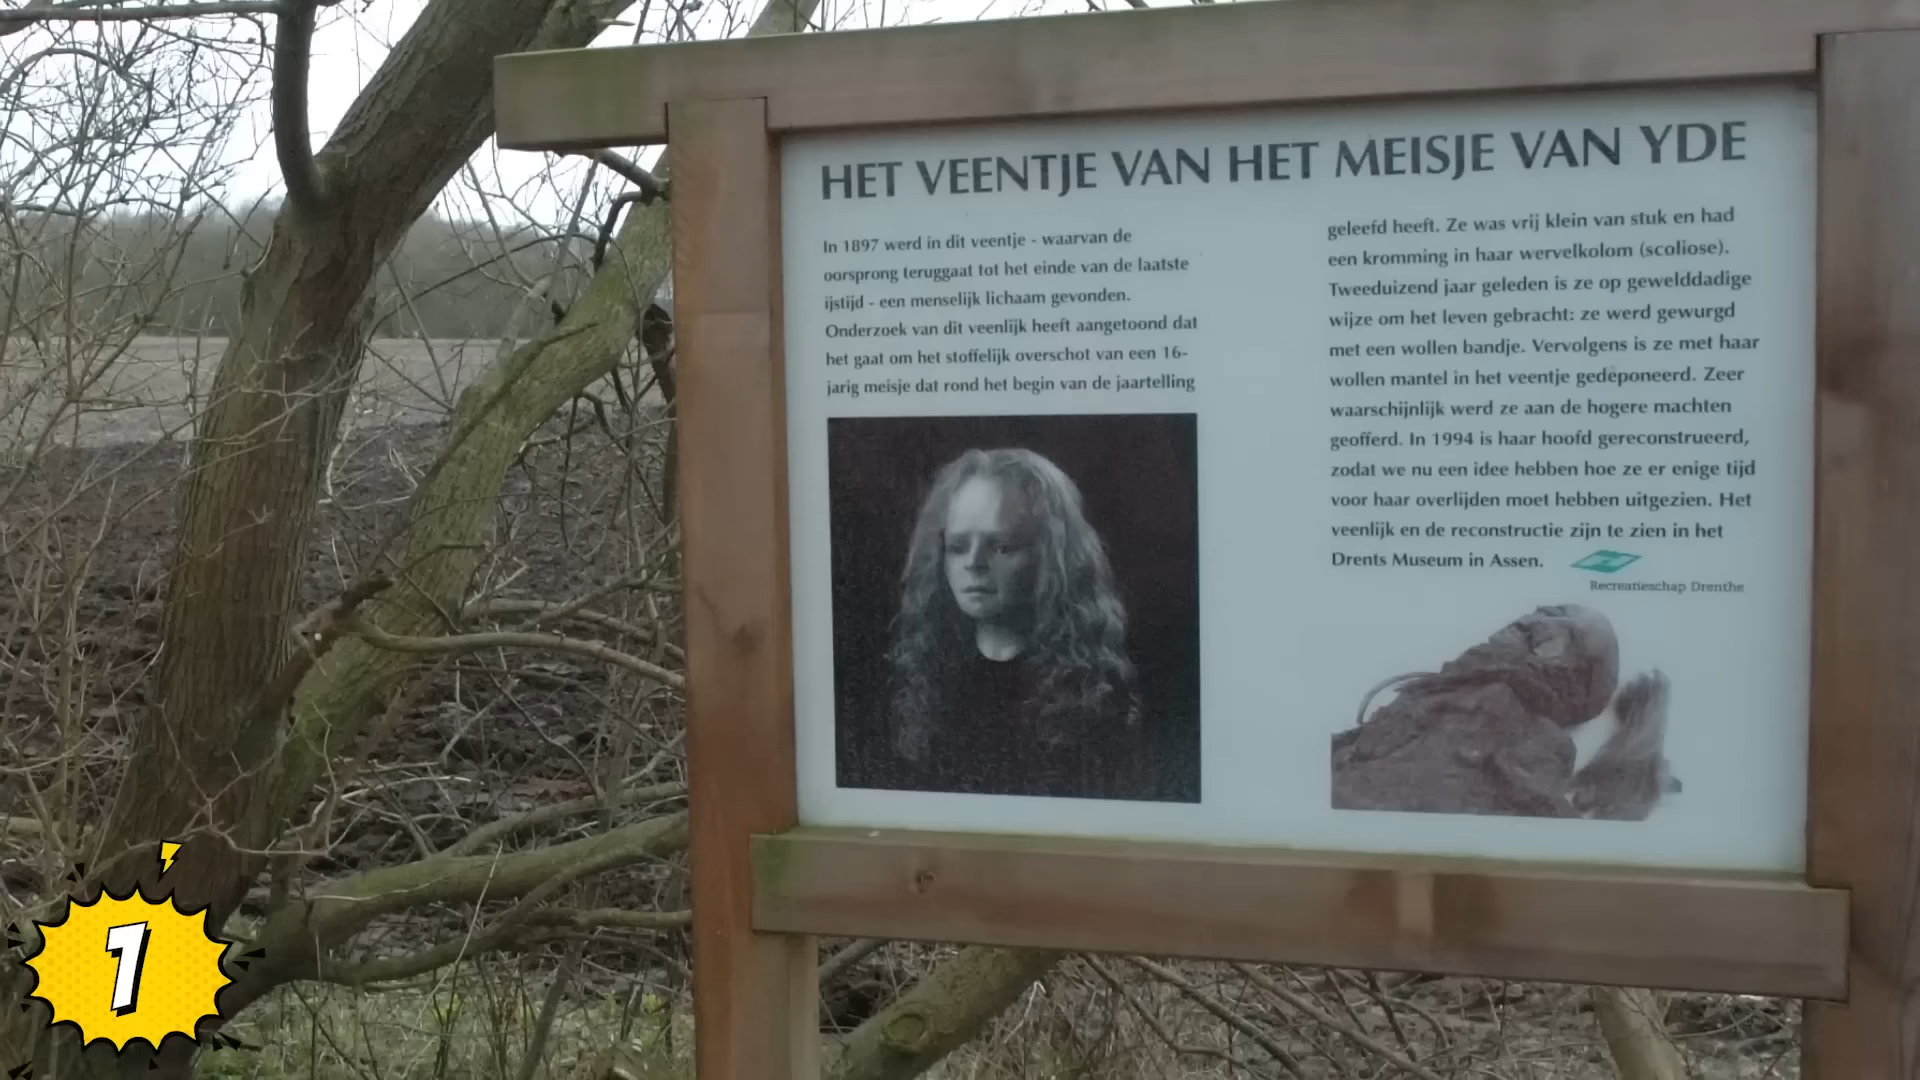 HET VEENTJE VAN HET MEISJE VAN YDE
In 1897 werd in dit veentje - waarvan de
oorsprong teruggaat tot het einde van de laatste
ijstijd - een menselijk lichaam gevonden.
Onderzoek van dit veenlijk heeft aangetoond dat
het gaat om het stoffelijk overschot van een 16-
jarig meisje dat rond het begin van de jaartelling
geleefd heeft. Ze was vrij klein van stuk en had
een kromming in haar wervelkolom (scoliose).
Tweeduizend jaar geleden is ze op gewelddadige
wijze om het leven gebracht: ze werd gewurgd
met een wollen bandje. Vervolgens is ze met haar
wollen mantel in het veentje gedeponeerd. Zeer
waarschijnlijk werd ze aan de hogere machten
geofferd. In 1994 is haar hoofd gereconstrueerd,
zodat we nu een idee hebben hoe ze er enige tijd
voor haar overlijden moet hebben uitgezien. Het
veenlijk en de reconstructie zijn te zien in het
Drents Museum in Assen.
Recreatieschap Drenthe
1